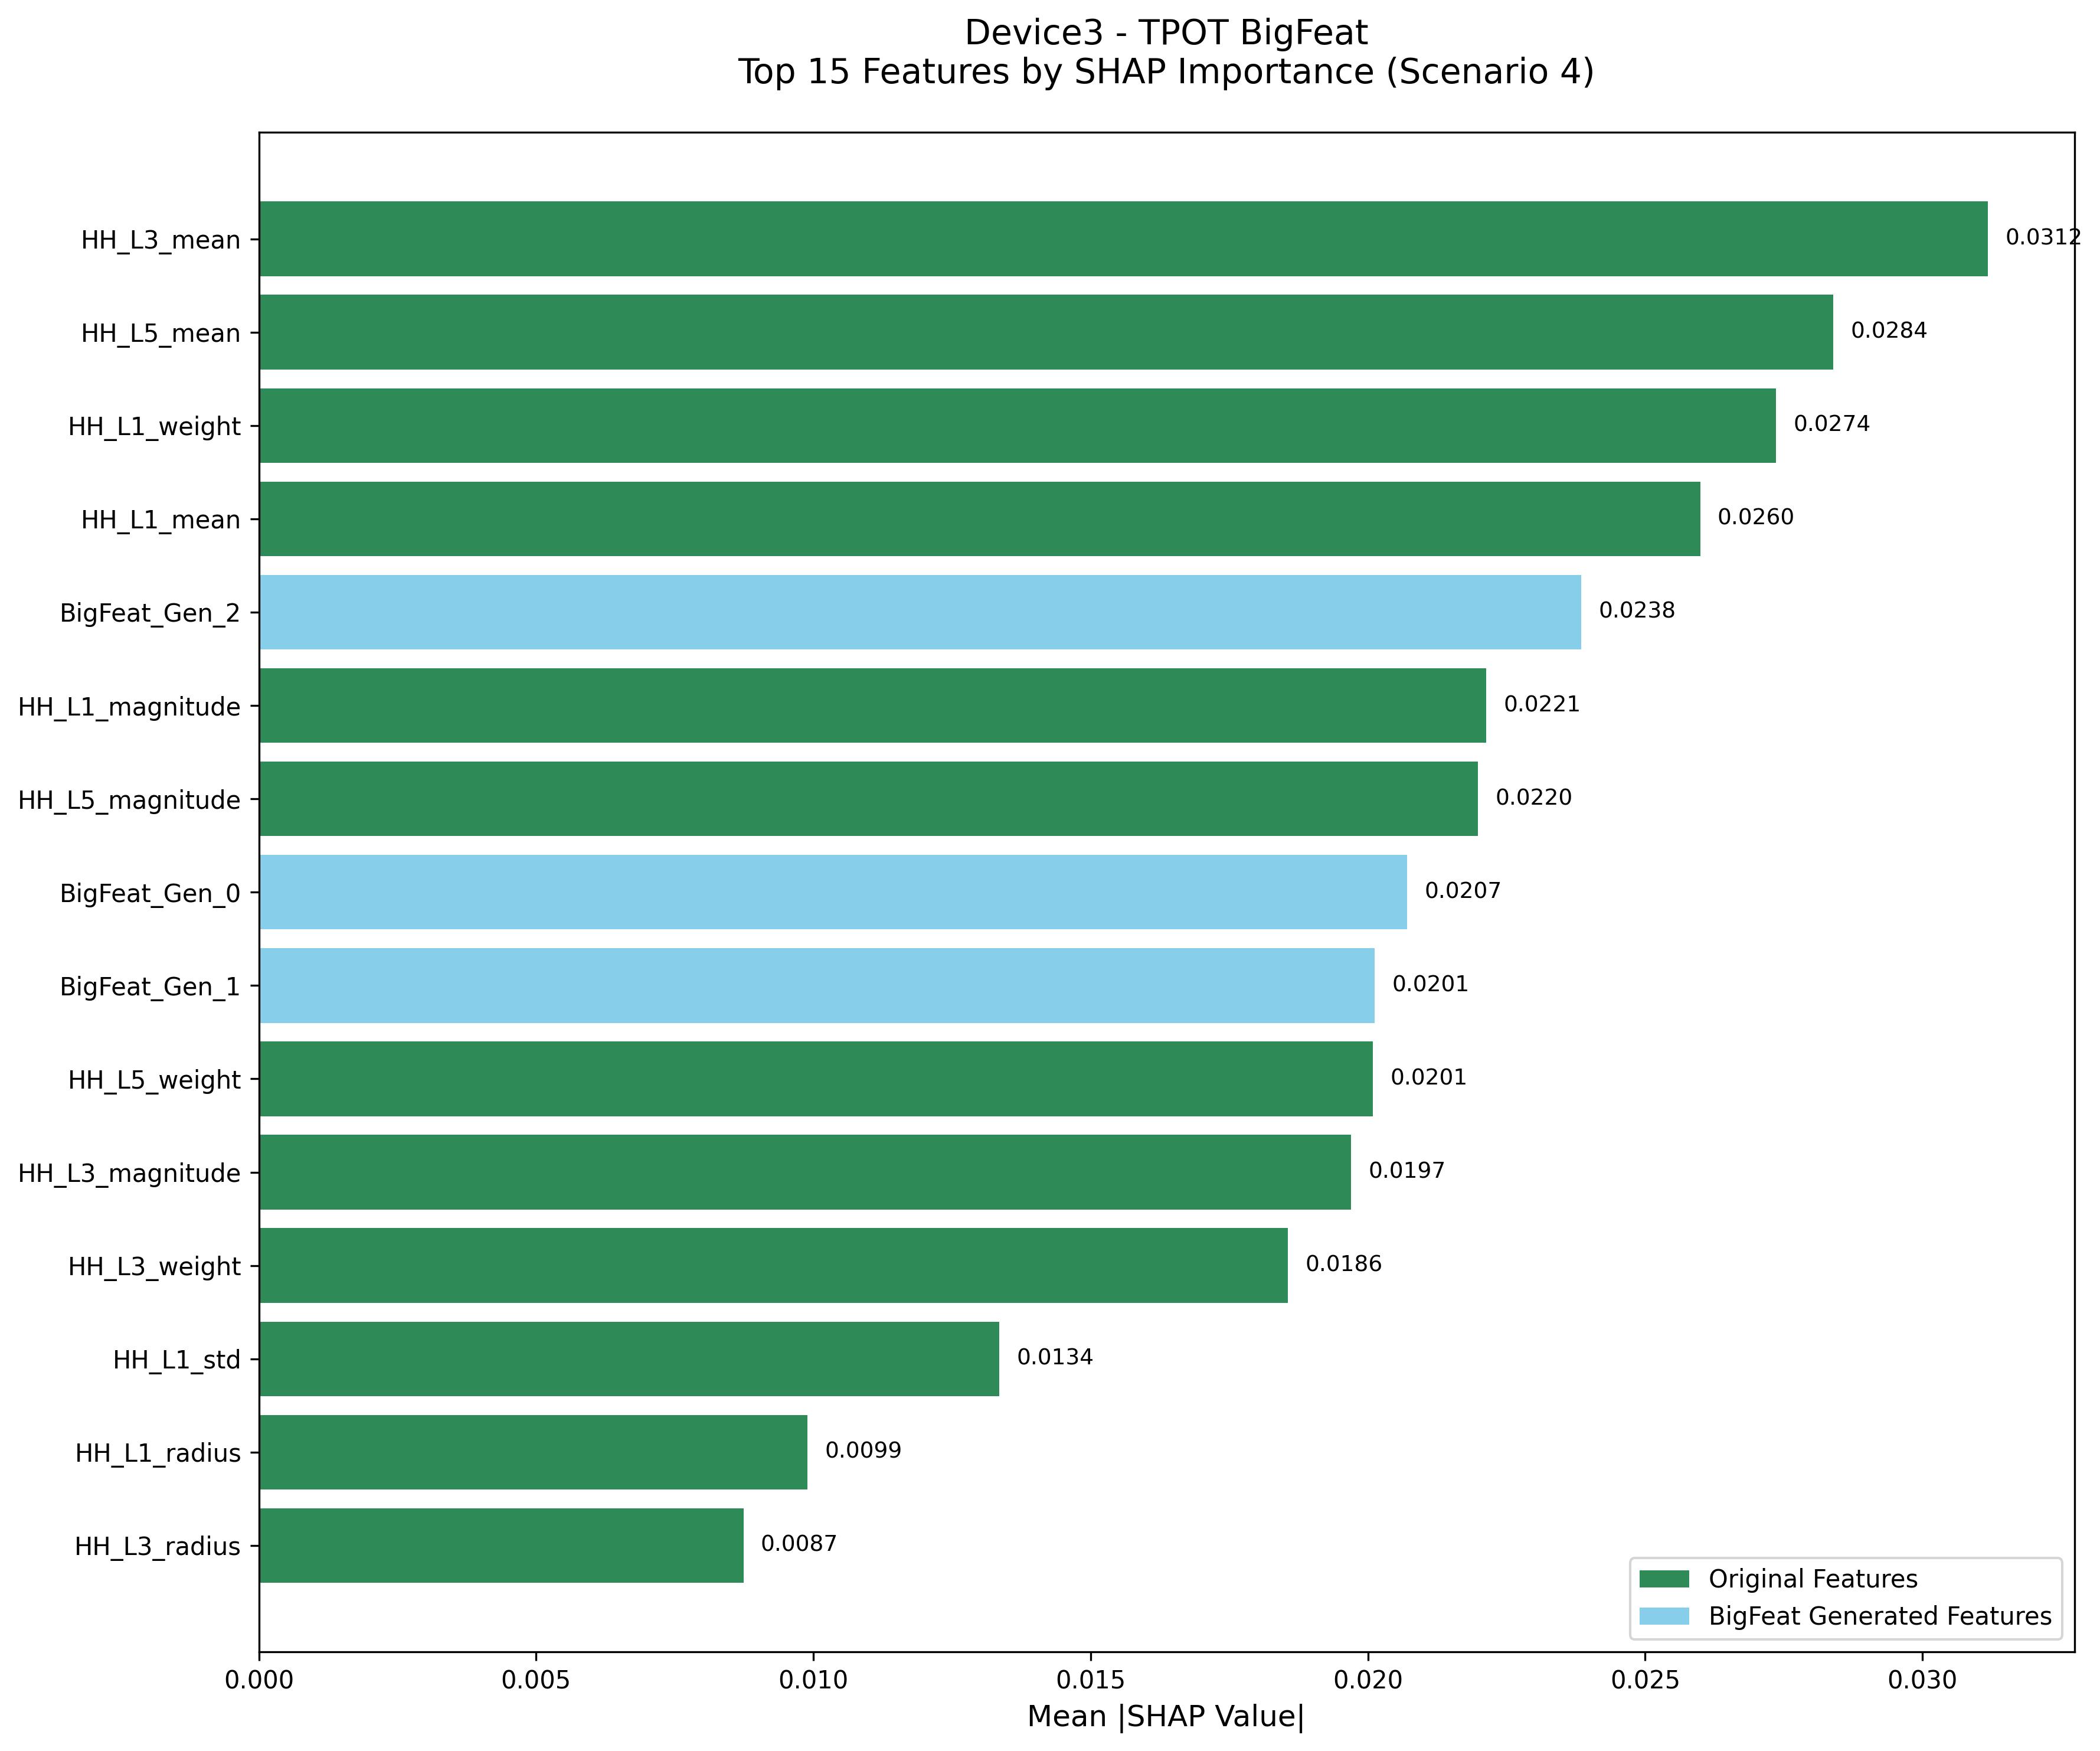 Device3 - TPOT BigFeat
Top 15 Features by SHAP Importance (Scenario 4)
HH_L3_mean 0.0312
HH_L5_mean 0.0284
HH_L1_weight 0.0274
HH_L1_mean 0.0260
BigFeat_Gen_2 0.0238
HH_L1_magnitude 0.0221
HH_L5_magnitude 0.0220
BigFeat_Gen_0 0.0207
BigFeat_Gen_1 0.0201
HH_L5_weight 0.0201
HH_L3_magnitude 0.0197
HH_L3_weight 0.0186
HH_L1_std 0.0134
HH_L1_radius 0.0099
HH_L3_radius 0.0087
Original Features
BigFeat Generated Features
0.000 0.005 0.010 0.015 0.020 0.025 0.030
Mean |SHAP Value|